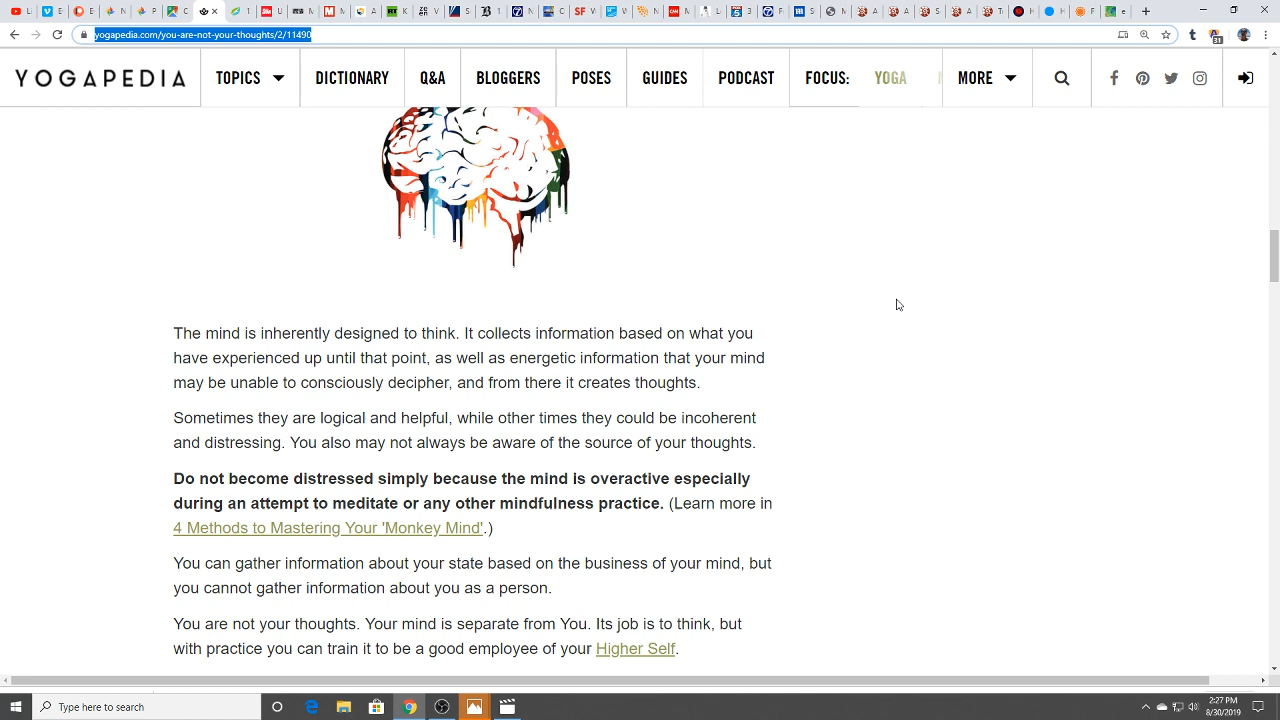 yogapedia.com/you-are-not-your-thoughts/2/11490
YOGAPEDIA TOPICS DICTIONARY Q&A BLOGGERS POSES GUIDES PODCAST FOCUS: YOGA MORE
The mind is inherently designed to think. It collects information based on what you
have experienced up until that point, as well as energetic information that your mind
may be unable to consciously decipher, and from there it creates thoughts.
Sometimes they are logical and helpful, while other times they could be incoherent
and distressing. You also may not always be aware of the source of your thoughts.
Do not become distressed simply because the mind is overactive especially
during an attempt to meditate or any other mindfulness practice. (Learn more in
4 Methods to Mastering Your 'Monkey Mind'.)
You can gather information about your state based on the business of your mind, but
you cannot gather information about you as a person.
You are not your thoughts. Your mind is separate from You. Its job is to think, but
with practice you can train it to be a good employee of your Higher Self.
Type here to search
2:27 PM
8/30/2019